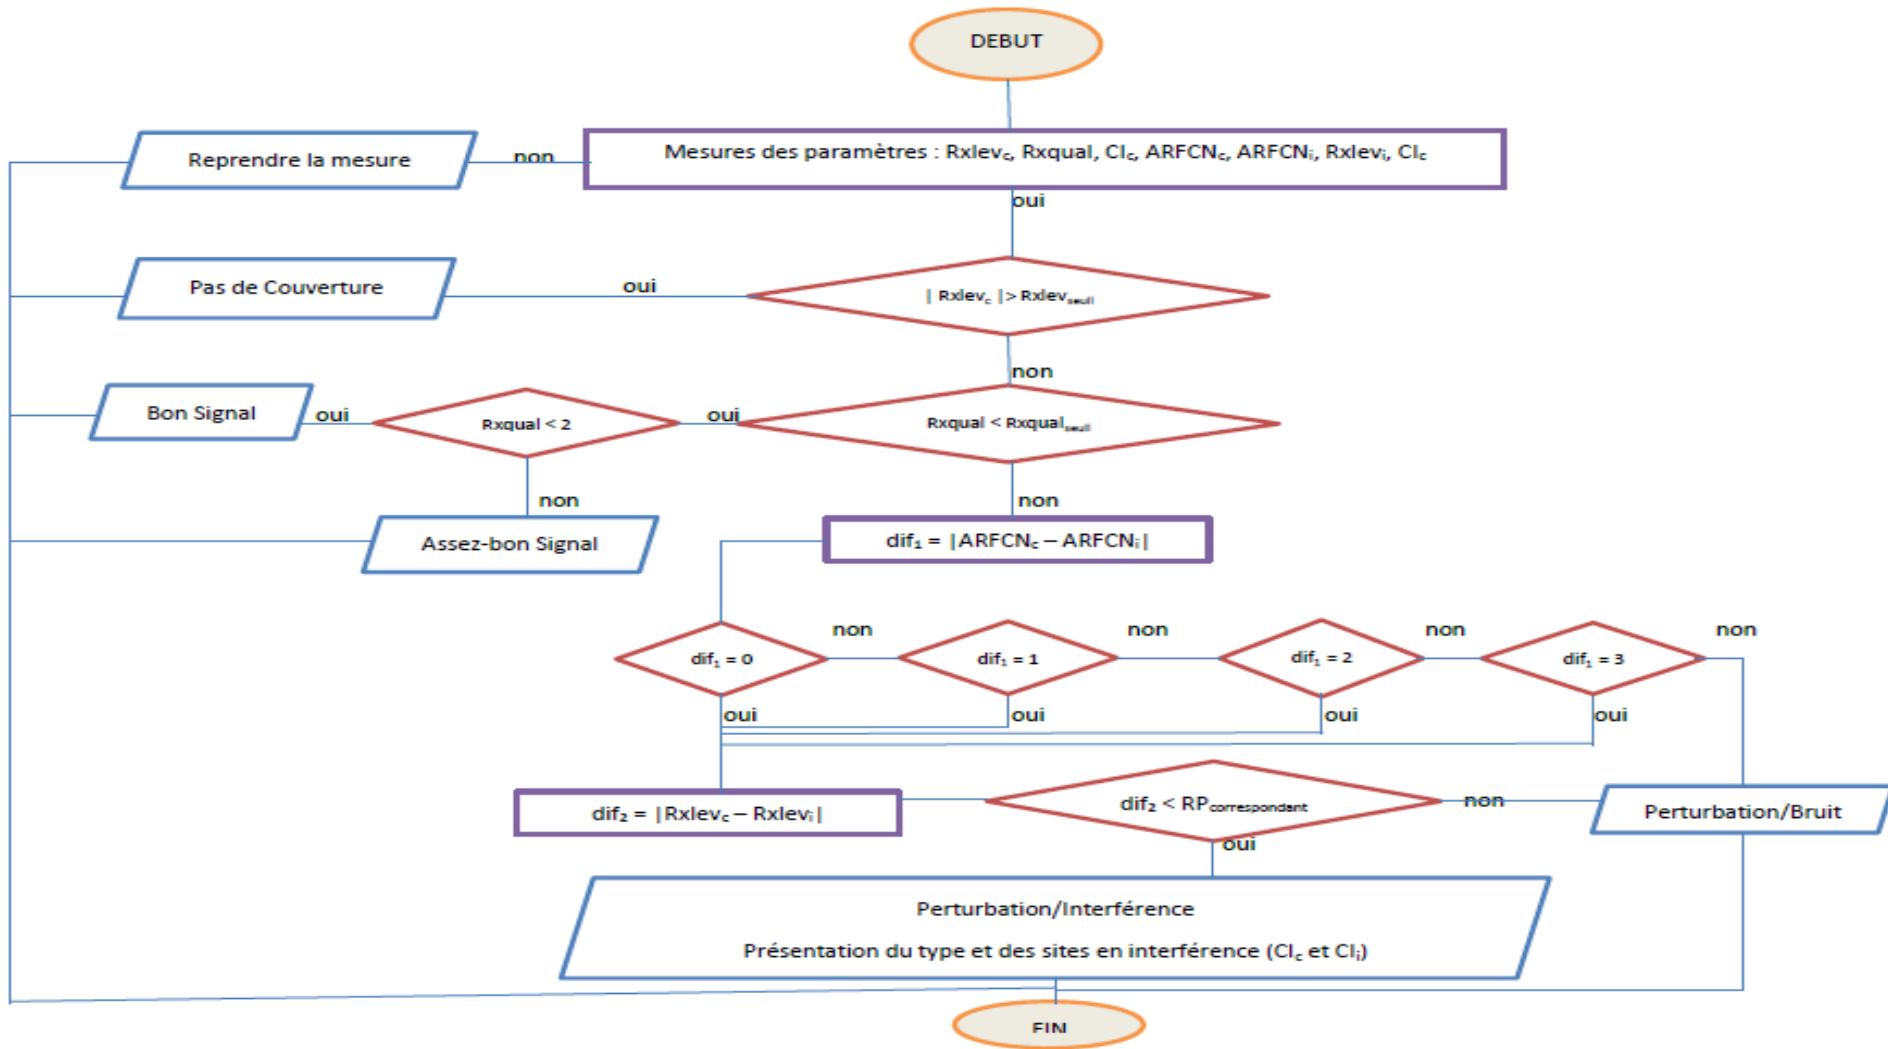 DEBUT
Reprendre la mesure
non
Mesures des paramètres : Rxlevc, Rxqual, CIc, ARFCNc, ARFCNi, Rxlevi, CIc
oui
Pas de Couverture
oui
| Rxlevc |> Rxlevseuil
non
Bon Signal
oui
Rxqual < 2
oui
Rxqual < Rxqualseuil
non
non
Assez-bon Signal
dif₁ = |ARFCNc – ARFCNi|
dif₁ = 0
non
dif₁ = 1
non
dif₁ = 2
non
dif₁ = 3
non
oui
oui
oui
oui
dif₂ = |Rxlevc – Rxlevi|
dif₂ < RPcorrespondant
non
Perturbation/Bruit
oui
Perturbation/Interférence
Présentation du type et des sites en interférence (CIc et CIi)
FIN